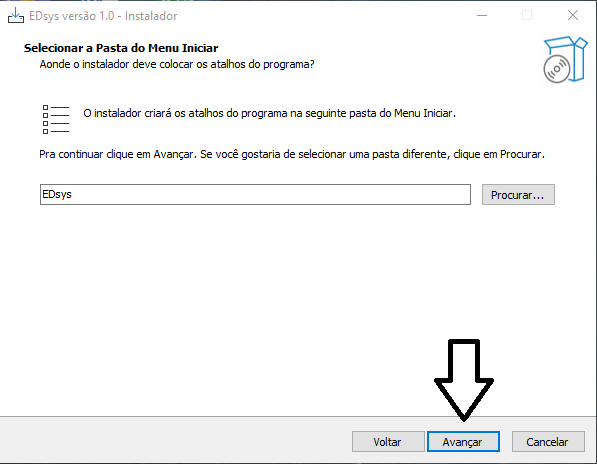 EDsys versão 1.0 - Instalador
Selecionar a Pasta do Menu Iniciar
Aonde o instalador deve colocar os atalhos do programa?
O instalador criará os atalhos do programa na seguinte pasta do Menu Iniciar.
Pra continuar clique em Avançar. Se você gostaria de selecionar uma pasta diferente, clique em Procurar.
EDsys
Procurar...
Voltar
Avançar
Cancelar